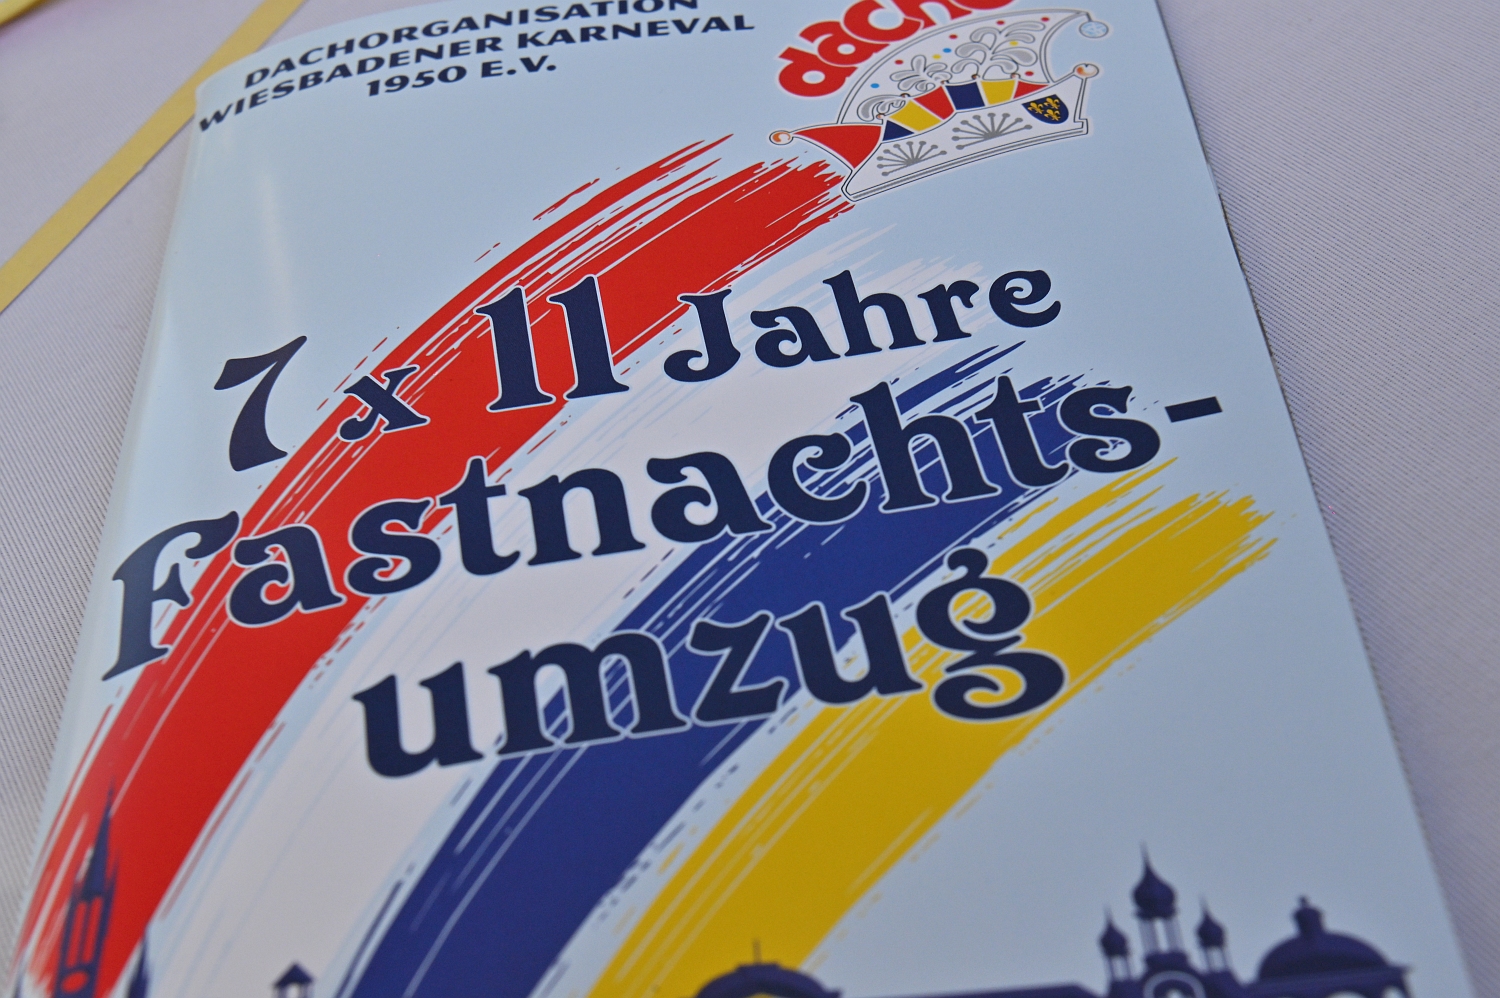 DACHORGANISATION
WIESBADENER KARNEVAL
1950 E.V.
7 x 11 Jahre
Fastnachts-
umzug